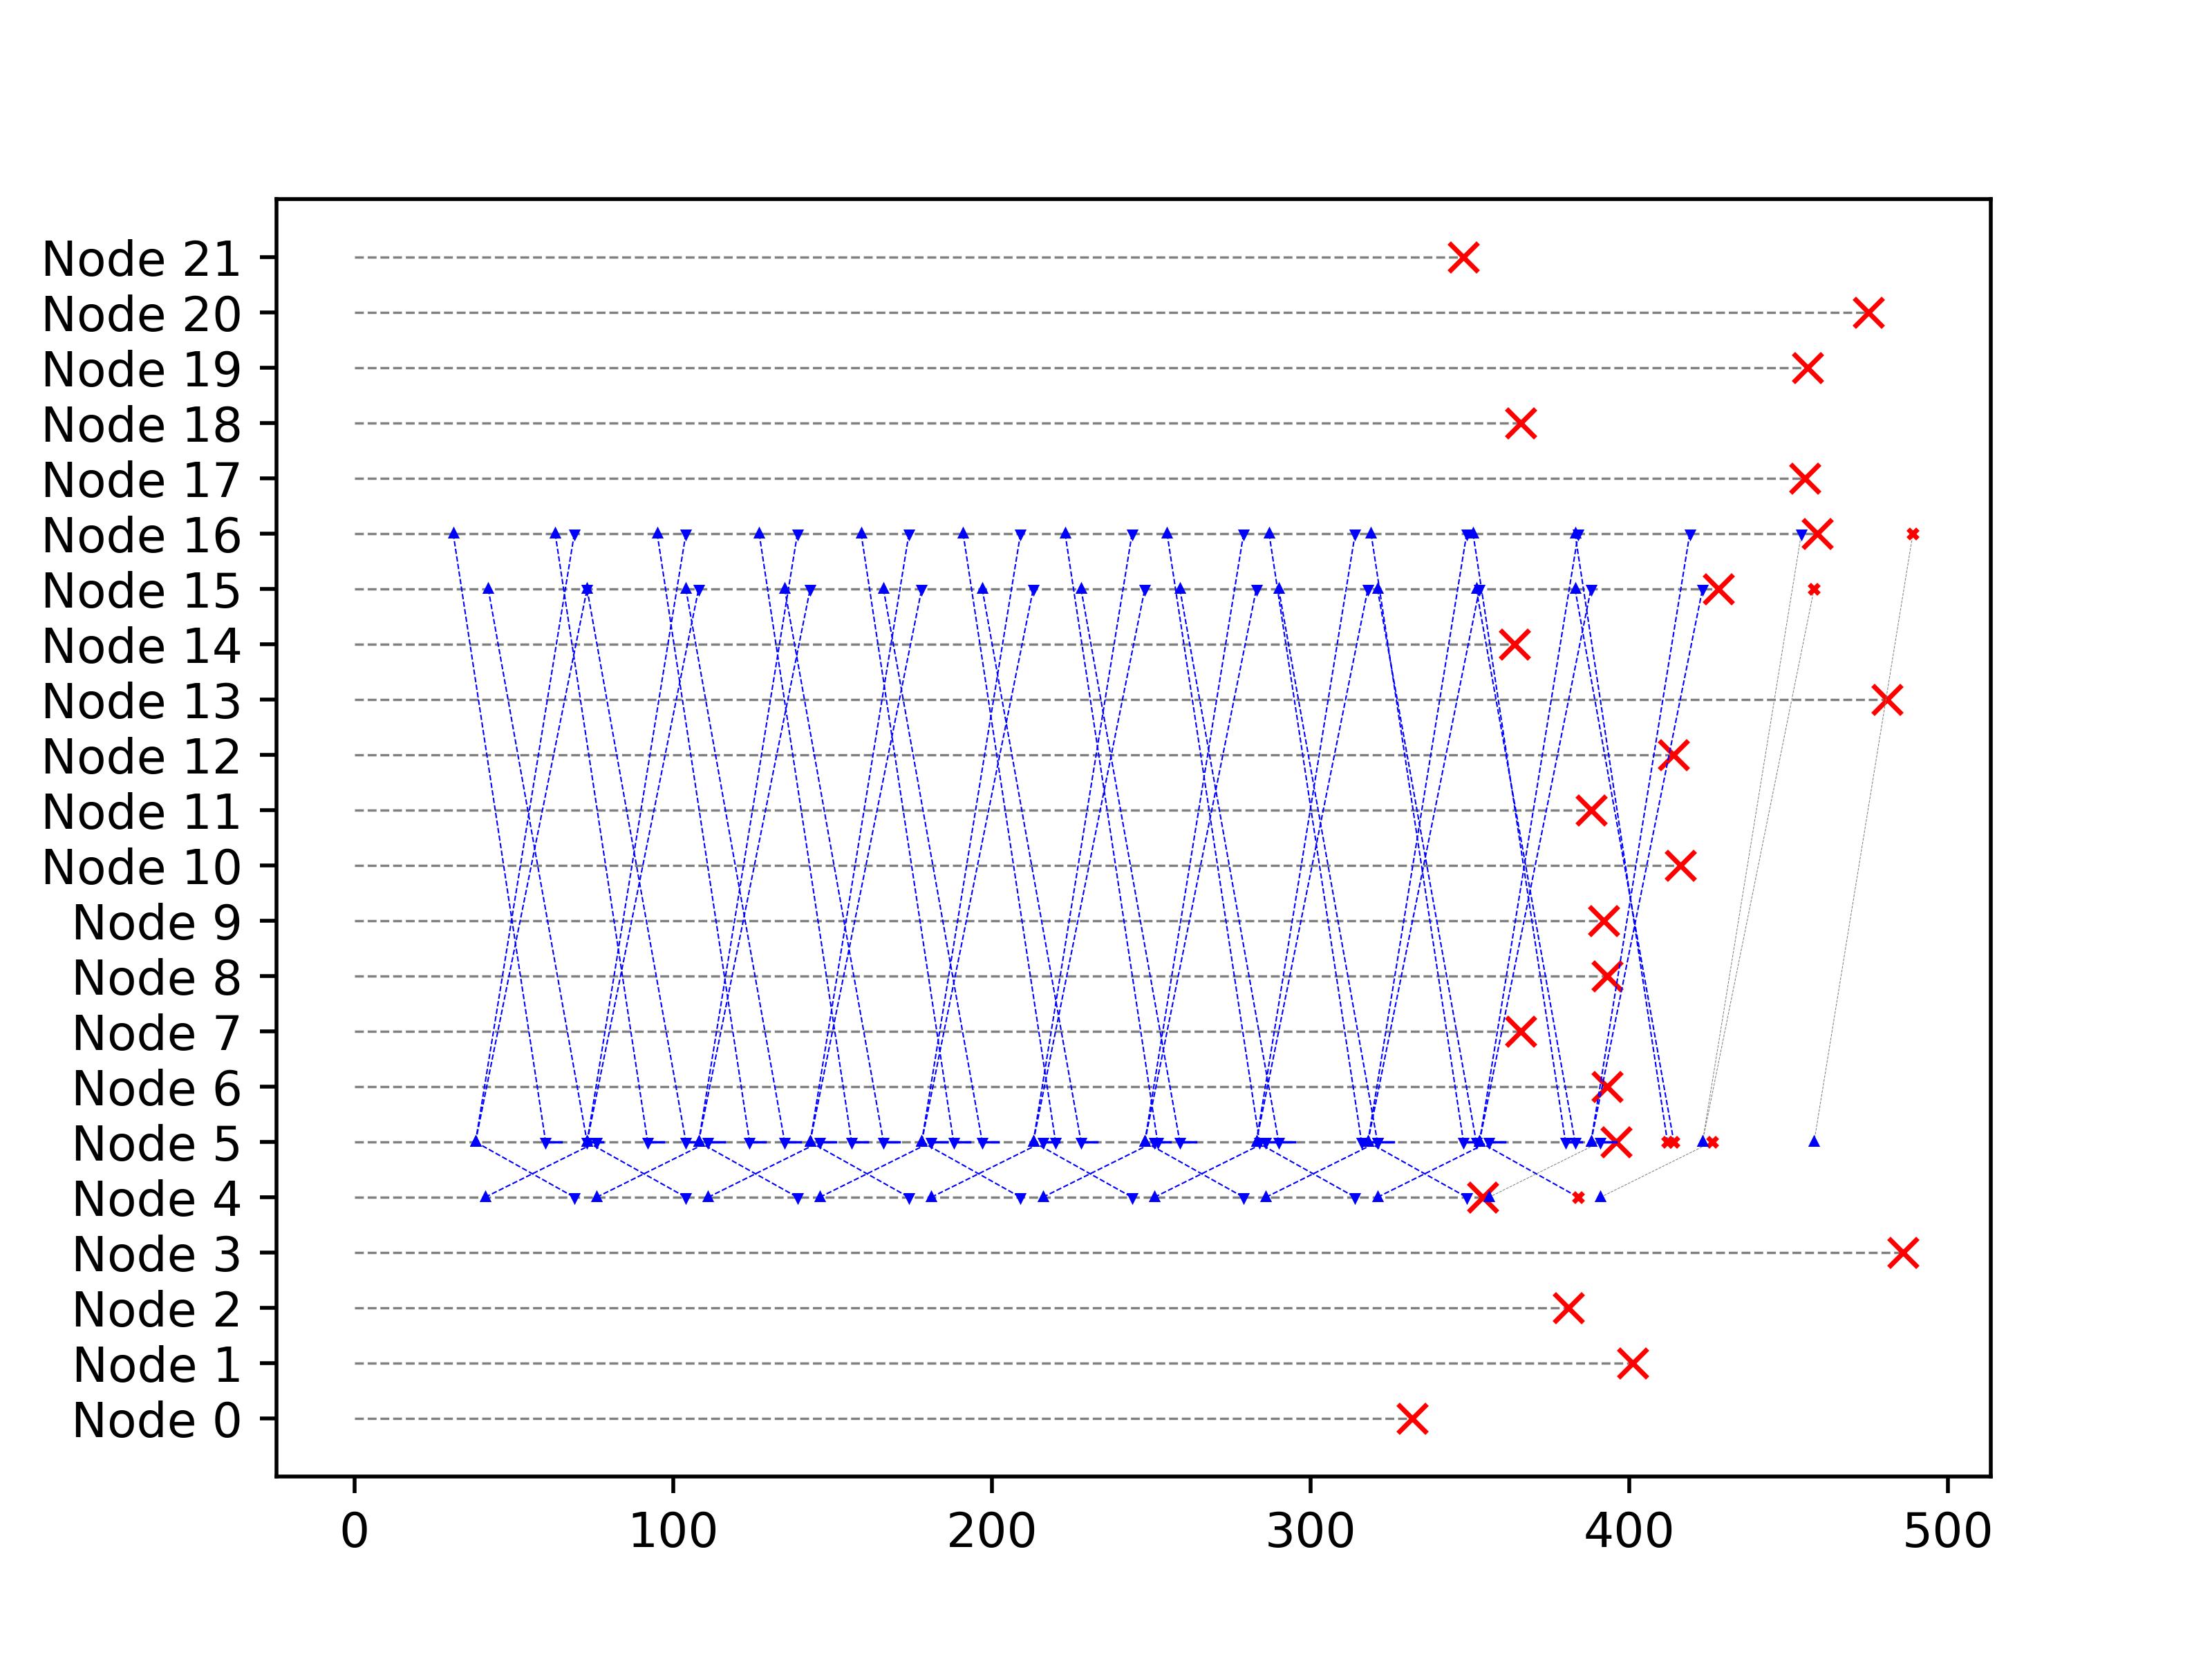 Node 21
Node 20
Node 19
Node 18
Node 17
Node 16
Node 15
Node 14
Node 13
Node 12
Node 11
Node 10
Node 9
Node 8
Node 7
Node 6
Node 5
Node 4
Node 3
Node 2
Node 1
Node 0
0 100 200 300 400 500